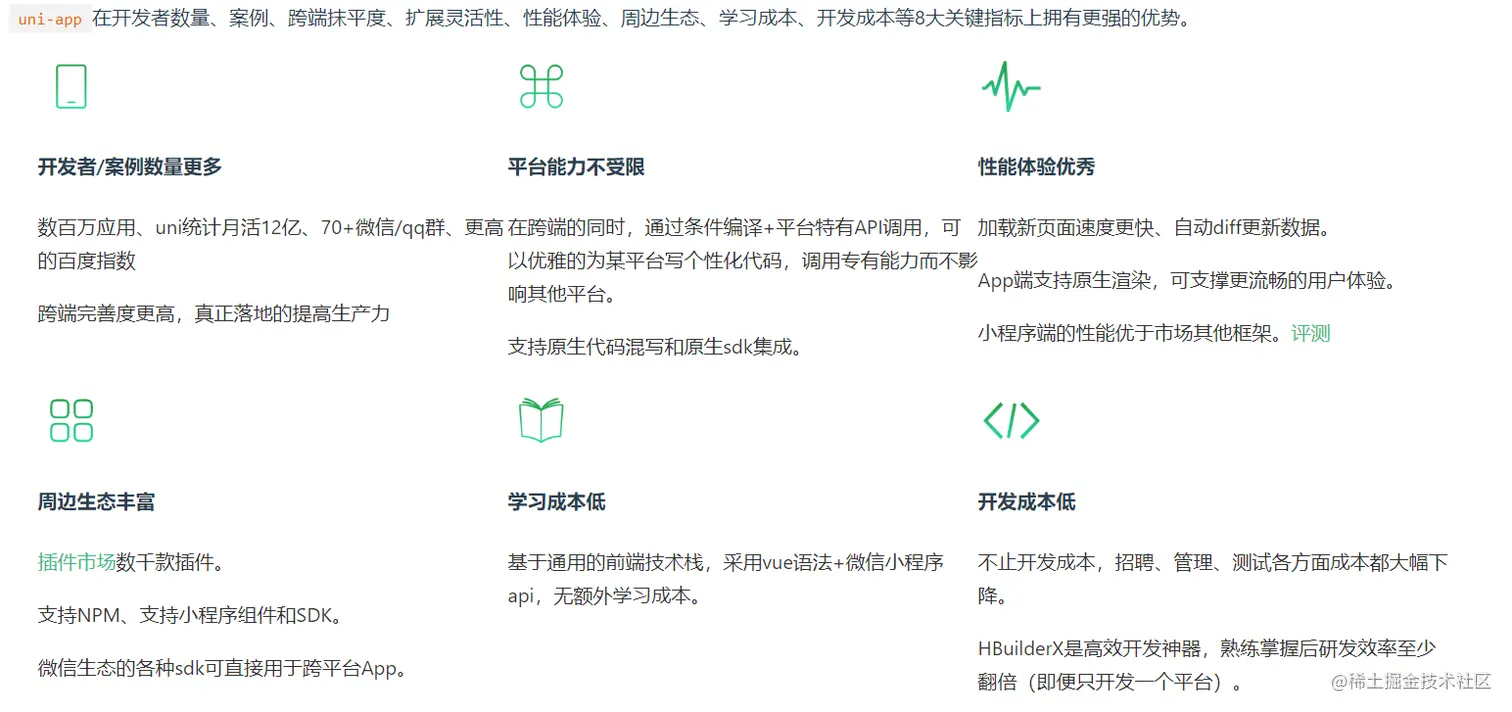 uni-app 在开发者数量、案例、跨端抹平度、扩展灵活性、性能体验、周边生态、学习成本、开发成本等8大关键指标上拥有更强的优势。
开发者/案例数量更多
数百万应用、uni统计月活12亿、70+微信/qq群、更高
的百度指数
跨端完善度更高，真正落地的提高生产力
平台能力不受限
在跨端的同时，通过条件编译+平台特有API调用，可
以优雅的为某平台写个性化代码，调用专有能力而不影
响其他平台。
支持原生代码混写和原生sdk集成。
性能体验优秀
加载新页面速度更快、自动diff更新数据。
App端支持原生渲染，可支撑更流畅的用户体验。
小程序端的性能优于市场其他框架。评测
周边生态丰富
插件市场数千款插件。
支持NPM、支持小程序组件和SDK。
微信生态的各种sdk可直接用于跨平台App。
学习成本低
基于通用的前端技术栈，采用vue语法+微信小程序
api，无额外学习成本。
开发成本低
不止开发成本，招聘、管理、测试各方面成本都大幅下
降。
HBuilderX是高效开发神器，熟练掌握后研发效率至少
翻倍（即便只开发一个平台）。
@稀土掘金技术社区